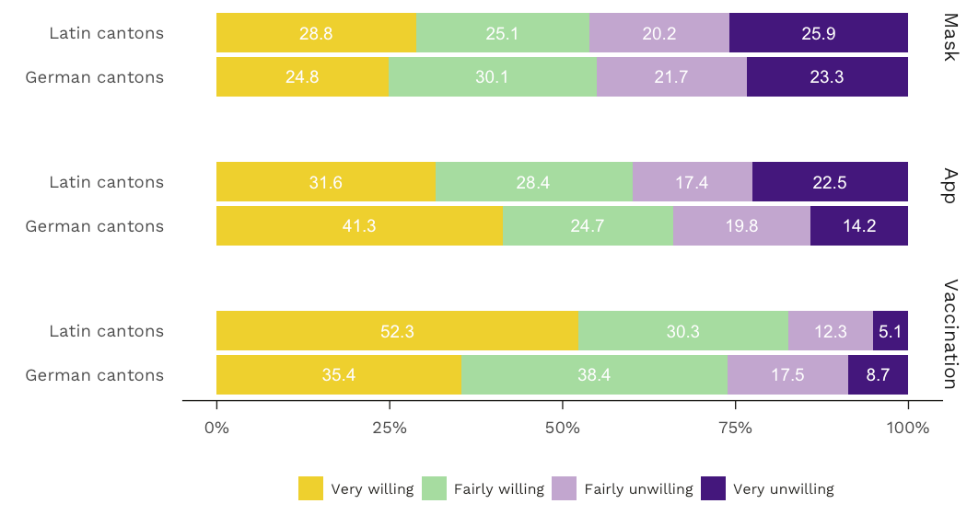 Mask
Latin cantons 28.8 25.1 20.2 25.9
German cantons 24.8 30.1 21.7 23.3
App
Latin cantons 31.6 28.4 17.4 22.5
German cantons 41.3 24.7 19.8 14.2
Vaccination
Latin cantons 52.3 30.3 12.3 5.1
German cantons 35.4 38.4 17.5 8.7
0% 25% 50% 75% 100%
Very willing Fairly willing Fairly unwilling Very unwilling